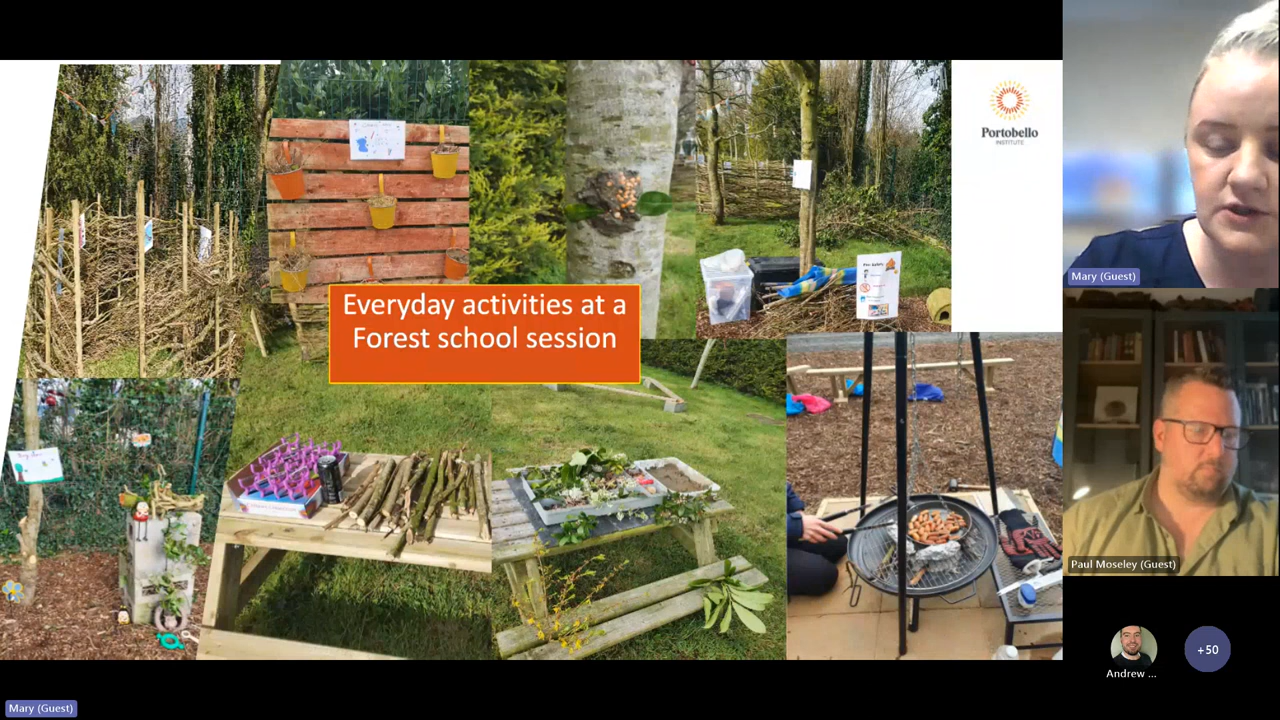 Everyday activities at a
Forest school session
Portobello
INSTITUTE
Mary (Guest)
Paul Moseley (Guest)
Andrew ...
+50
Mary (Guest)